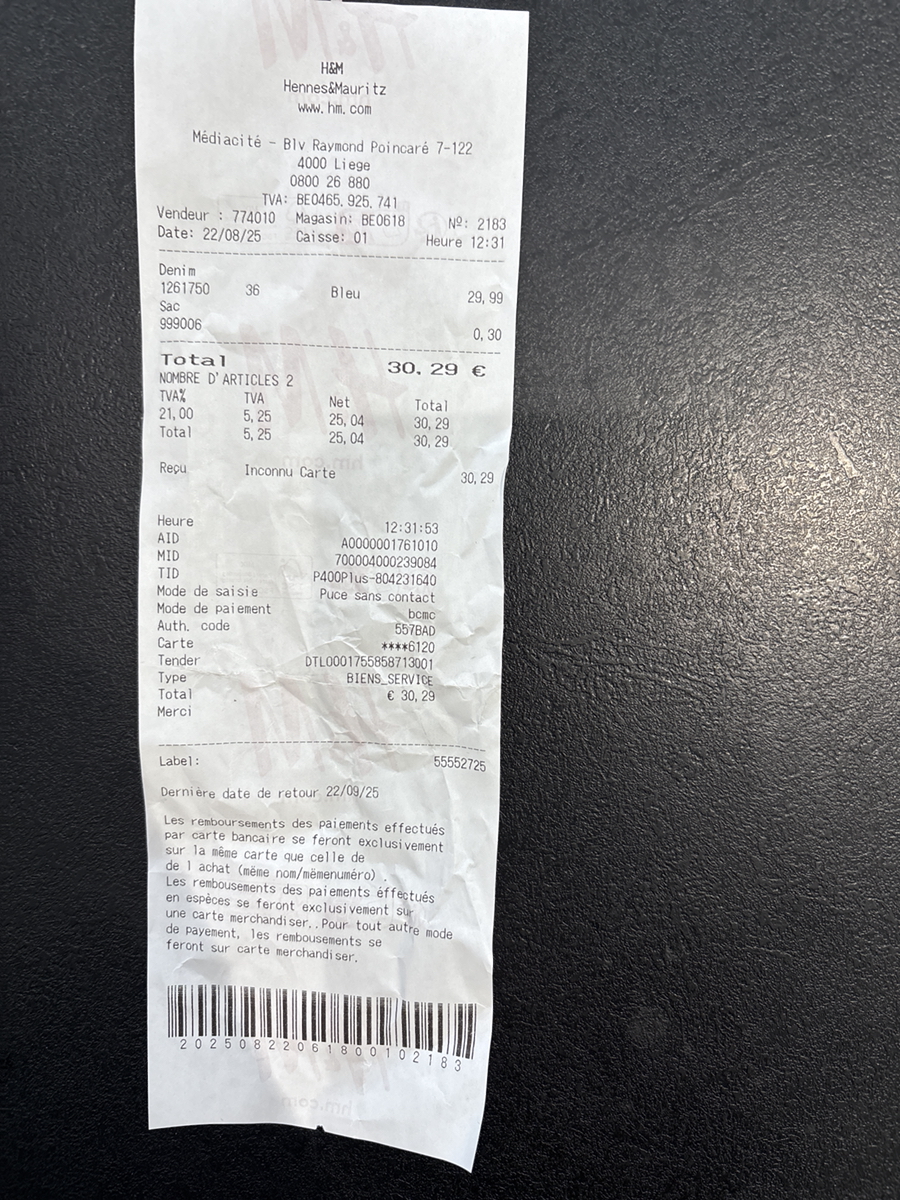 H&M
Hennes&Mauritz
www.hm.com
Médiacité - Blv Raymond Poincaré 7-122
4000 Liege
0800 26 880
TVA: BE0465.925.741
Vendeur : 774010 Magasin: BE0618 Nº: 2183
Date: 22/08/25 Caisse: 01 Heure 12:31
Denim
1261750 36 Bleu 29,99
Sac
999006 0,30
Total 30.29 €
NOMBRE D'ARTICLES 2
TVA% TVA Net Total
21,00 5,25 25,04 30,29
Total 5,25 25,04 30,29
Reçu Inconnu Carte 30,29
Heure 12:31:53
AID A0000001761010
MID 700004000239084
TID P400Plus-804231640
Mode de saisie Puce sans contact
Mode de paiement bcmc
Auth. code 557BAD
Carte ****6120
Tender DTL0001755858713001
Type BIENS_SERVICE
Total € 30,29
Merci
Label: 55552725
Dernière date de retour 22/09/25
Les remboursements des paiements effectués
par carte bancaire se feront exclusivement
sur la même carte que celle de
de l achat (même nom/mêmenuméro) .
Les rembousements des paiements éffectués
en espèces se feront exclusivement sur
une carte merchandiser..Pour tout autre mode
de payement, les rembousements se
feront sur carte merchandiser.
2025082206180010 2183